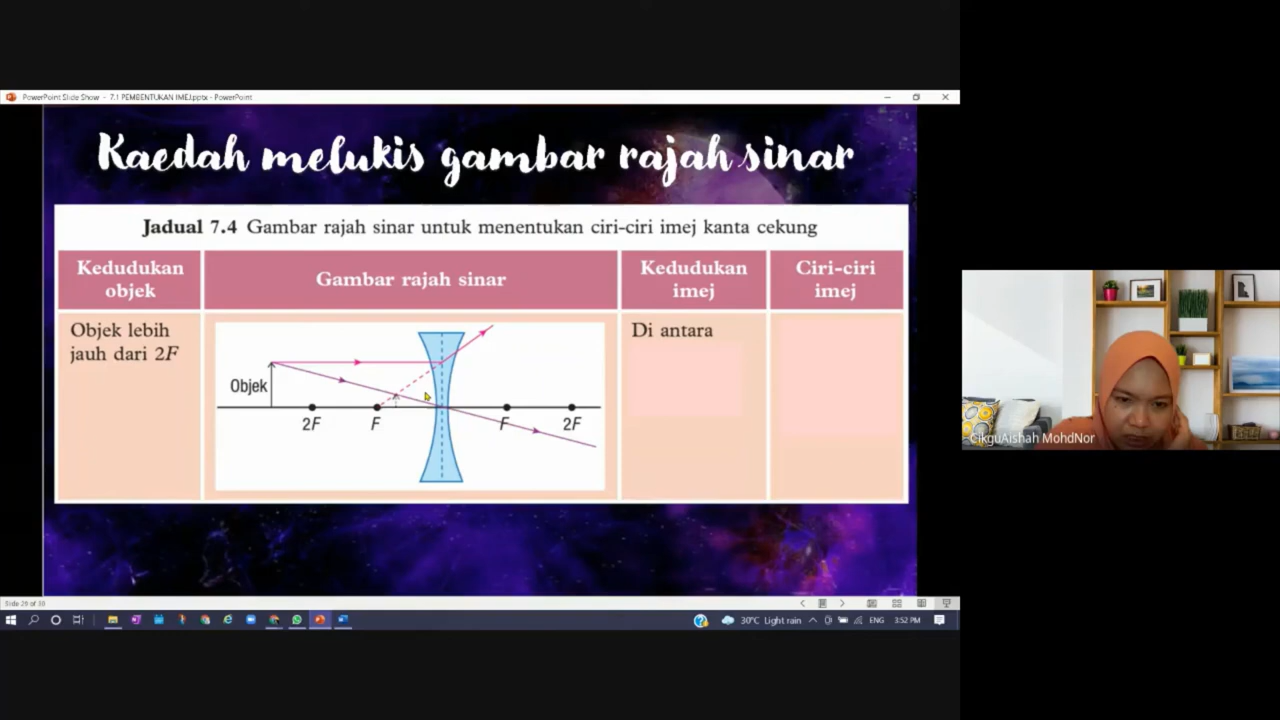 PowerPoint Slide Show - 7.1 PEMBENTUKAN IMEJ.pptx - PowerPoint
Kaedah melukis gambar rajah sinar
Jadual 7.4 Gambar rajah sinar untuk menentukan ciri-ciri imej kanta cekung
Kedudukan
objek
Gambar rajah sinar
Kedudukan
imej
Ciri-ciri
imej
Objek lebih
jauh dari 2F
Objek
2F
F
F
2F
Di antara
CikguAishah MohdNor
30°C Light rain
ENG
3:52 PM